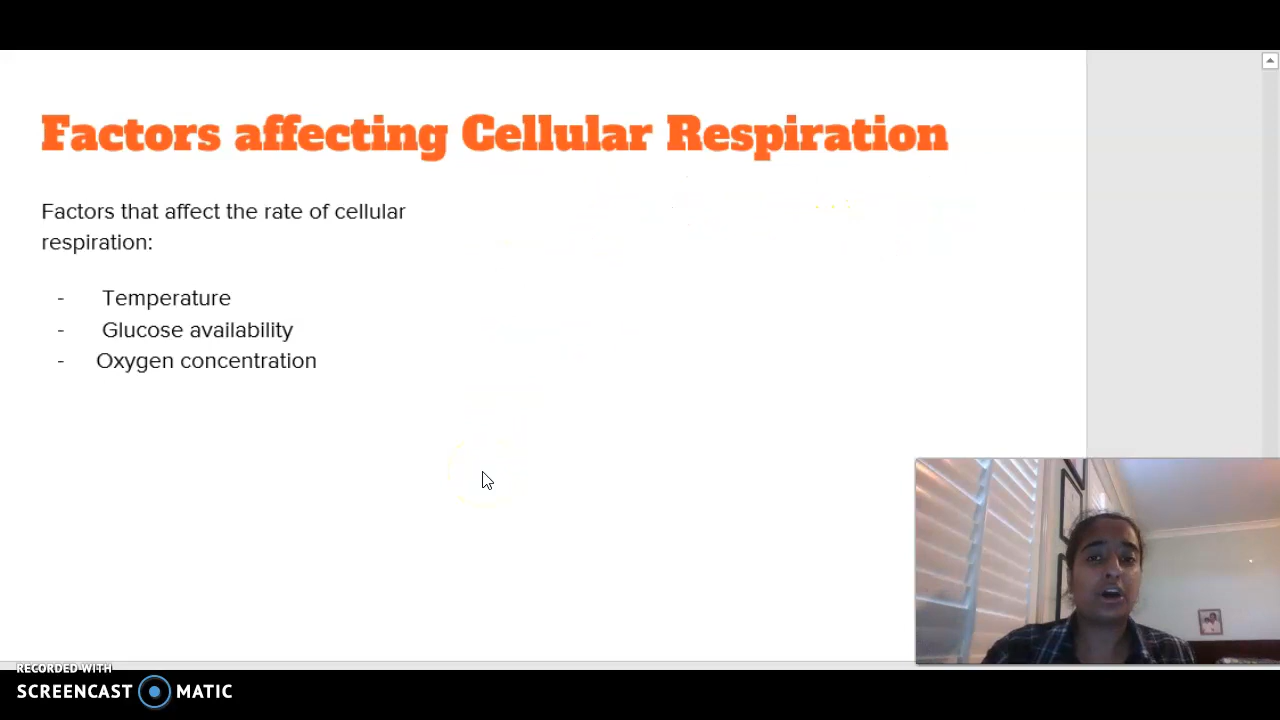 Factors affecting Cellular Respiration
Factors that affect the rate of cellular
respiration:
- Temperature
- Glucose availability
- Oxygen concentration
RECORDED WITH
SCREENCAST MATIC